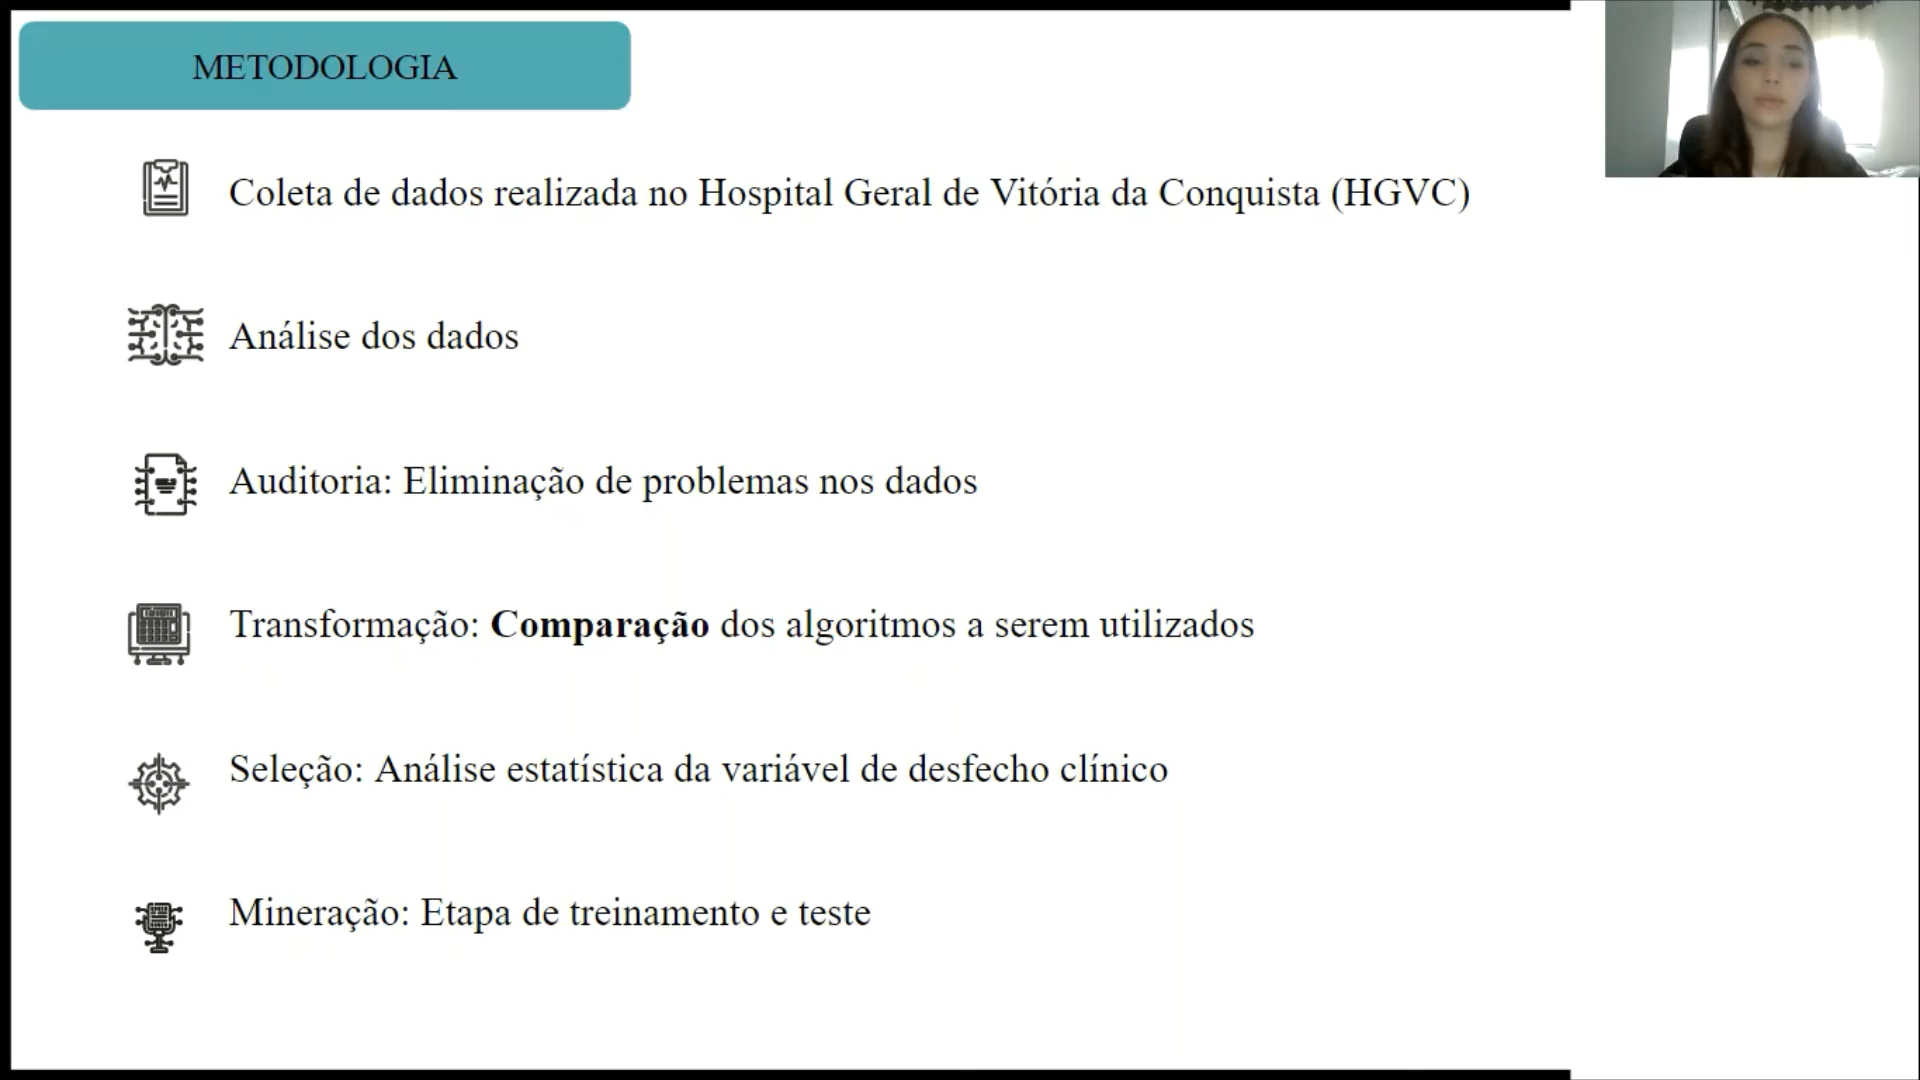 METODOLOGIA
Coleta de dados realizada no Hospital Geral de Vitória da Conquista (HGVC)
Análise dos dados
Auditoria: Eliminação de problemas nos dados
Transformação: Comparação dos algoritmos a serem utilizados
Seleção: Análise estatística da variável de desfecho clínico
Mineração: Etapa de treinamento e teste